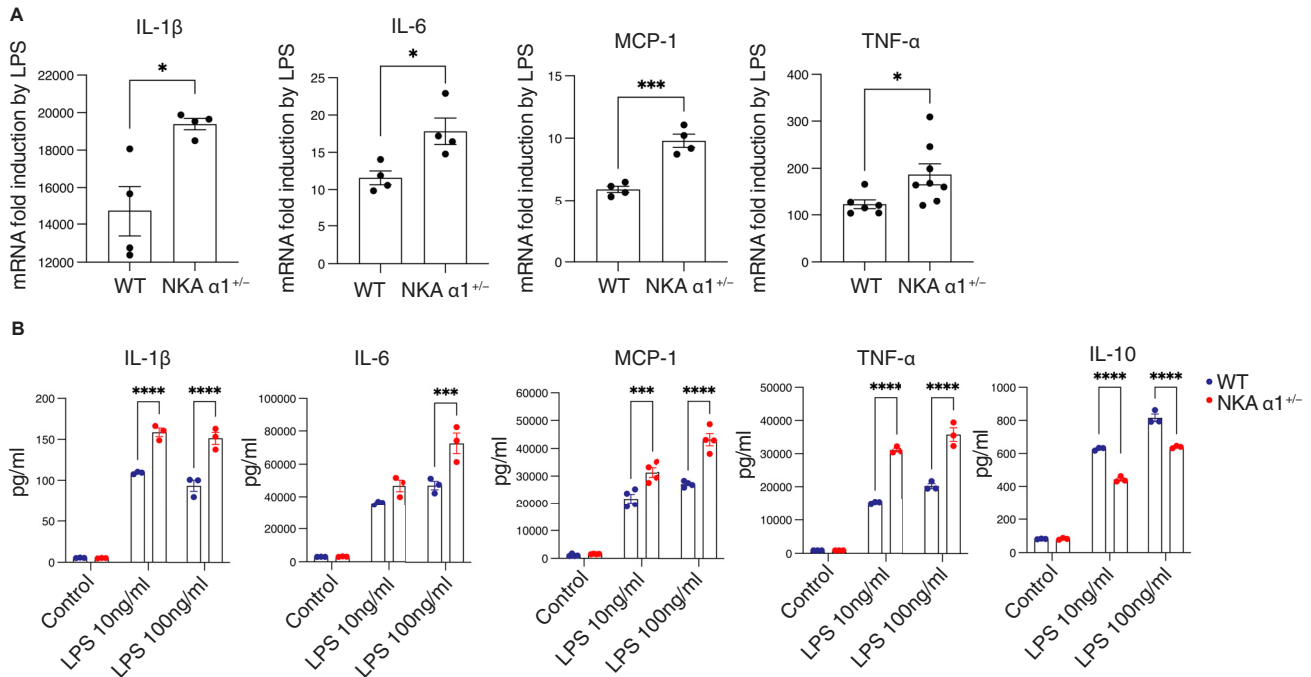 A
IL-1β
mRNA fold induction by LPS
22000
20000
18000
16000
14000
12000
*
WT
NKA α1+/−
IL-6
mRNA fold induction by LPS
25
20
15
10
5
0
*
WT
NKA α1+/−
MCP-1
mRNA fold induction by LPS
15
10
5
0
***
WT
NKA α1+/−
TNF-α
mRNA fold induction by LPS
400
300
200
100
0
*
WT
NKA α1+/−
B
IL-1β
pg/ml
200
150
100
50
0
****
****
Control
LPS 10ng/ml
LPS 100ng/ml
IL-6
pg/ml
100000
80000
60000
40000
20000
0
***
Control
LPS 10ng/ml
LPS 100ng/ml
MCP-1
pg/ml
60000
50000
40000
30000
20000
10000
0
***
****
Control
LPS 10ng/ml
LPS 100ng/ml
TNF-α
pg/ml
50000
40000
30000
20000
10000
0
****
****
Control
LPS 10ng/ml
LPS 100ng/ml
IL-10
pg/ml
1000
800
600
400
200
0
****
****
Control
LPS 10ng/ml
LPS 100ng/ml
WT
NKA α1+/−